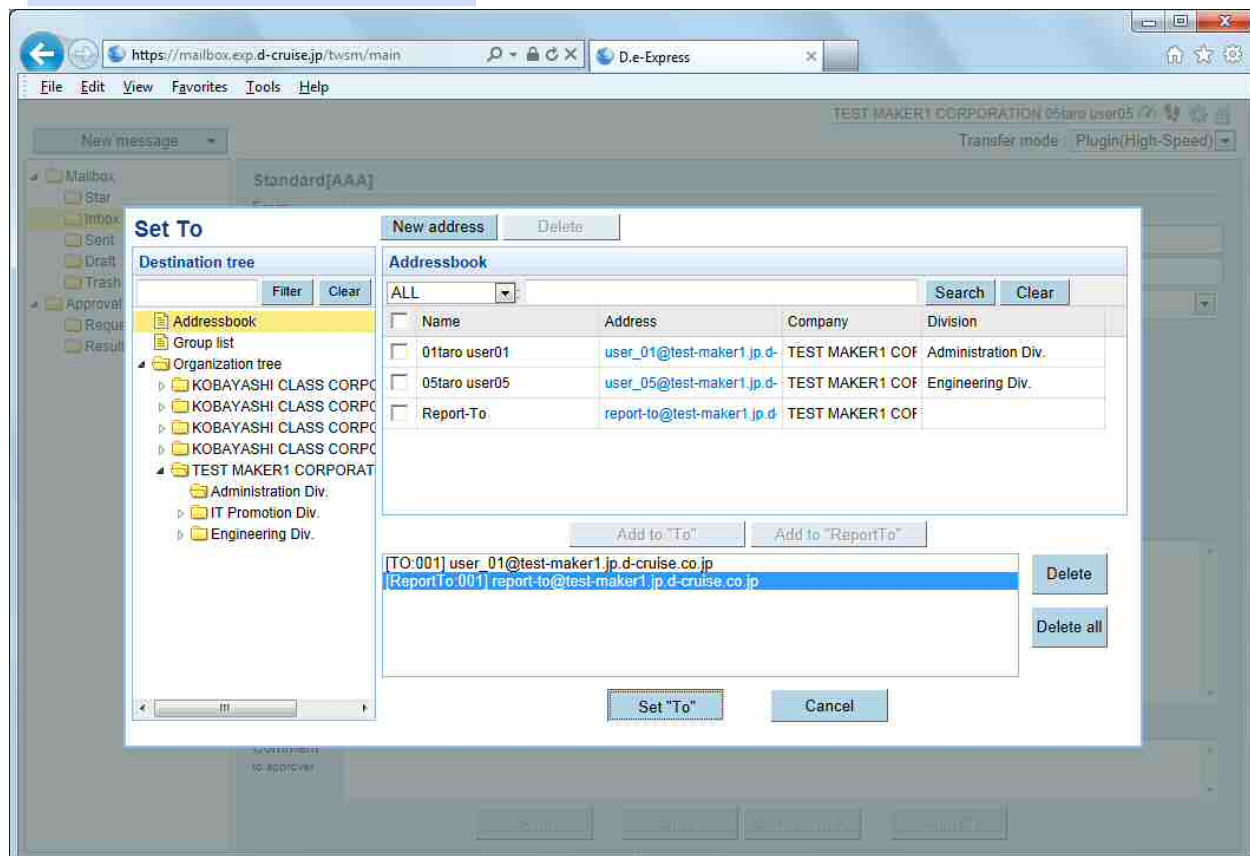 https://mailbox.exp.d-cruise.jp/twsm/main
D.e-Express
File Edit View Favorites Tools Help
TEST MAKER1 CORPORATION 05taro user05
New message
Transfer mode : Plugin(High-Speed)
Mailbox
Star
Inbox
Sent
Draft
Trash
Approval
Standard[AAA]
Set To
New address Delete
Destination tree
Filter Clear
Addressbook
Group list
Organization tree
KOBAYASHI CLASS CORPC
KOBAYASHI CLASS CORPC
KOBAYASHI CLASS CORPC
KOBAYASHI CLASS CORPC
TEST MAKER1 CORPORAT
Administration Div.
IT Promotion Div.
Engineering Div.
Addressbook
ALL : Search Clear
Name Address Company Division
01taro user01 user_01@test-maker1.jp.d- TEST MAKER1 COF Administration Div.
05taro user05 user_05@test-maker1.jp.d- TEST MAKER1 COF Engineering Div.
Report-To report-to@test-maker1.jp.d TEST MAKER1 COF
Add to "To" Add to "ReportTo"
[TO:001] user_01@test-maker1.jp.d-cruise.co.jp
[ReportTo:001] report-to@test-maker1.jp.d-cruise.co.jp
Delete
Delete all
Set "To" Cancel
Comment
to approver